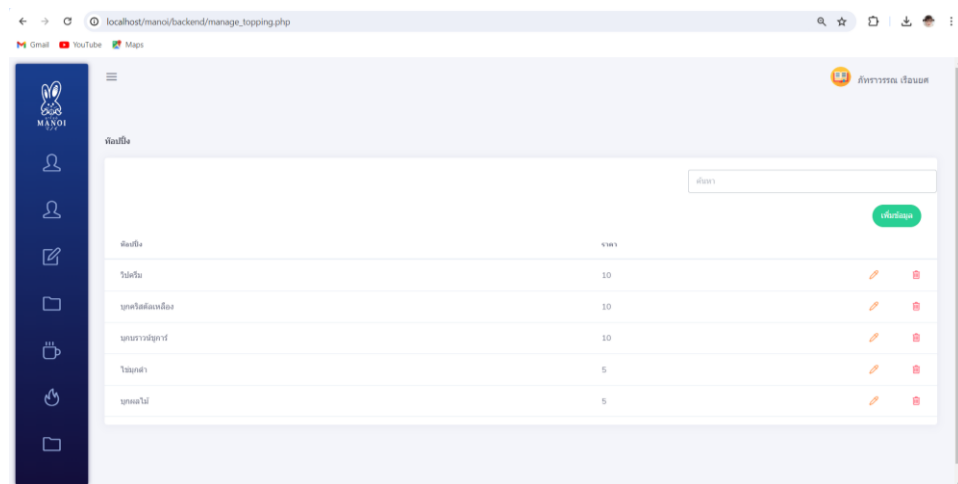 localhost/manoi/backend/manage_topping.php
Gmail YouTube Maps
MANOI
ภัทราวรรณ เรือนยศ
ท้อปปิ้ง
ค้นหา
เพิ่มข้อมูล
ท้อปปิ้ง ราคา
วิปครีม 10
บุกคริสตัลเหลือง 10
บุกบราวน์ชูการ์ 10
ไข่มุกดำ 5
บุกผลไม้ 5